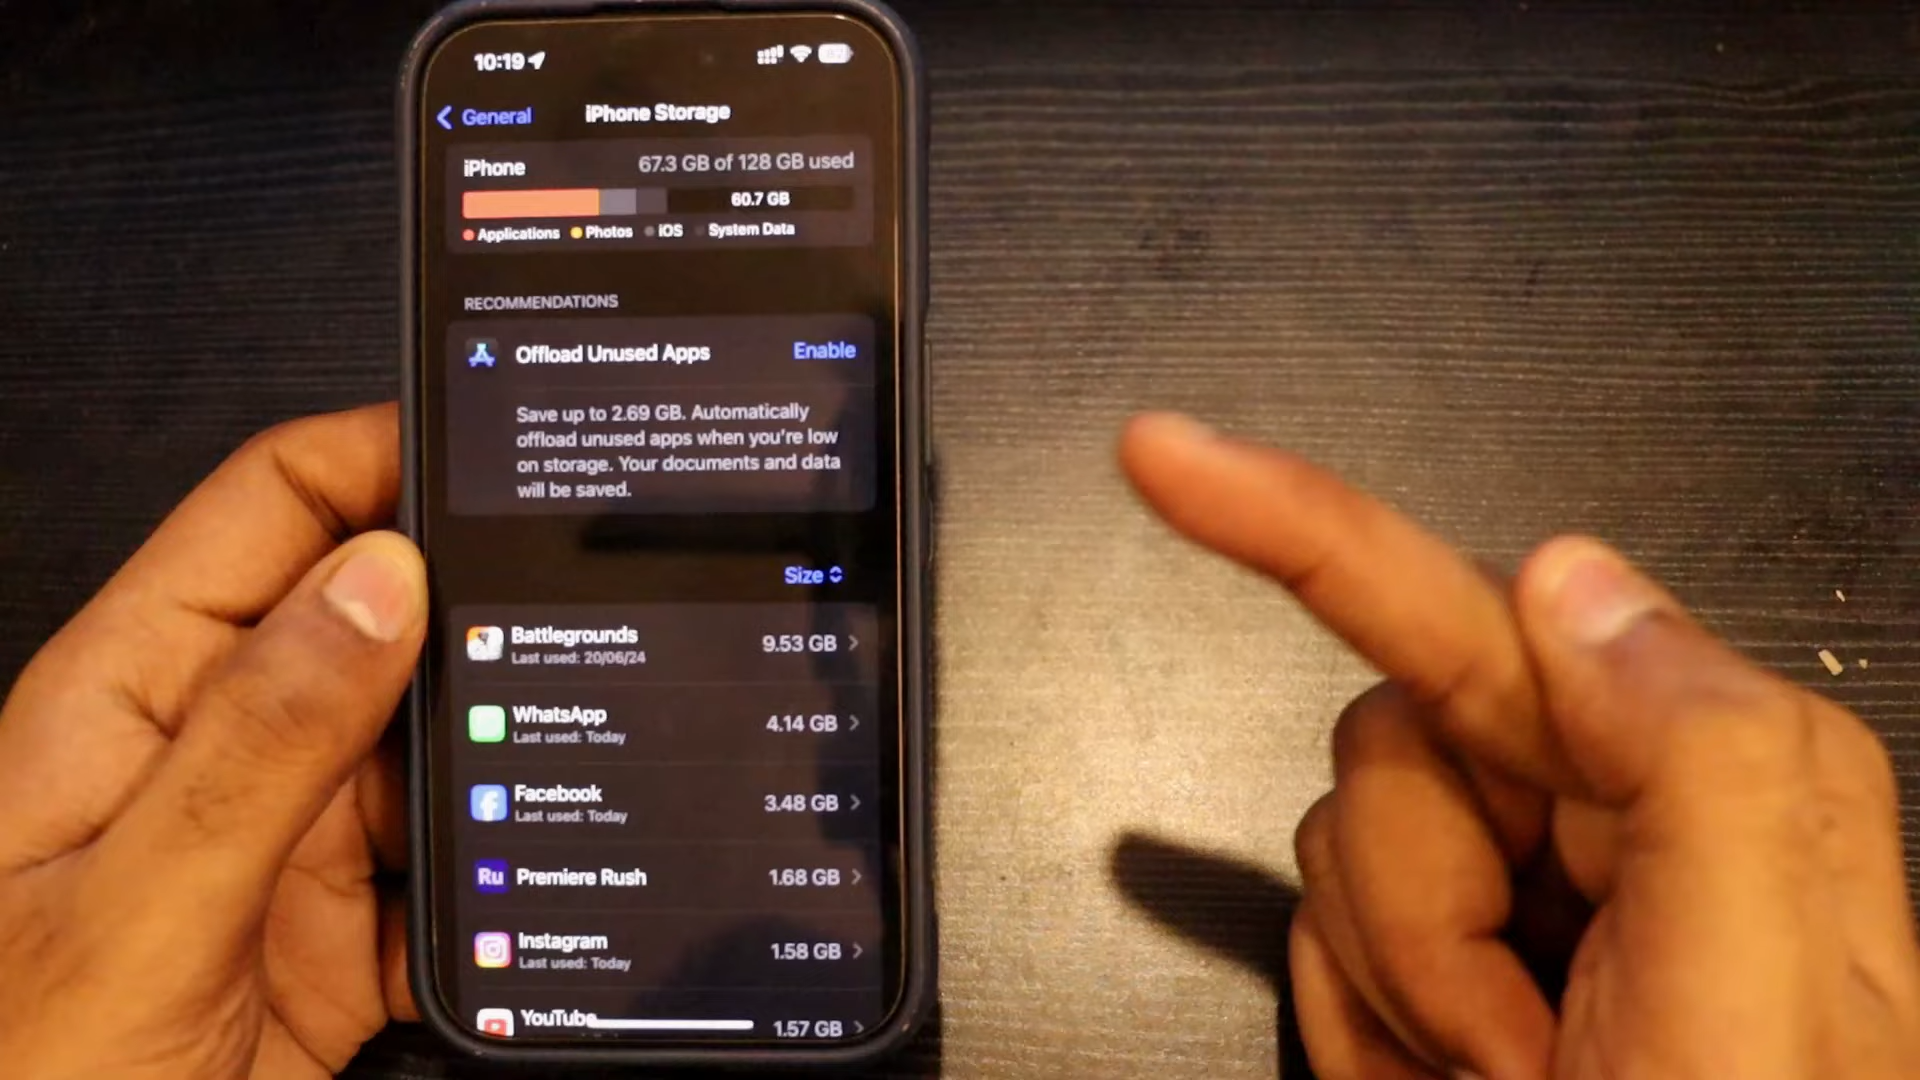 10:19
General
iPhone Storage
iPhone
67.3 GB of 128 GB used
60.7 GB
Applications
Photos
iOS
System Data
RECOMMENDATIONS
Offload Unused Apps
Enable
Save up to 2.69 GB. Automatically
offload unused apps when you're low
on storage. Your documents and data
will be saved.
Size
Battlegrounds
Last used: 20/06/24
9.53 GB
WhatsApp
Last used: Today
4.14 GB
Facebook
Last used: Today
3.48 GB
Ru
Premiere Rush
1.68 GB
Instagram
Last used: Today
1.58 GB
YouTube
1.57 GB